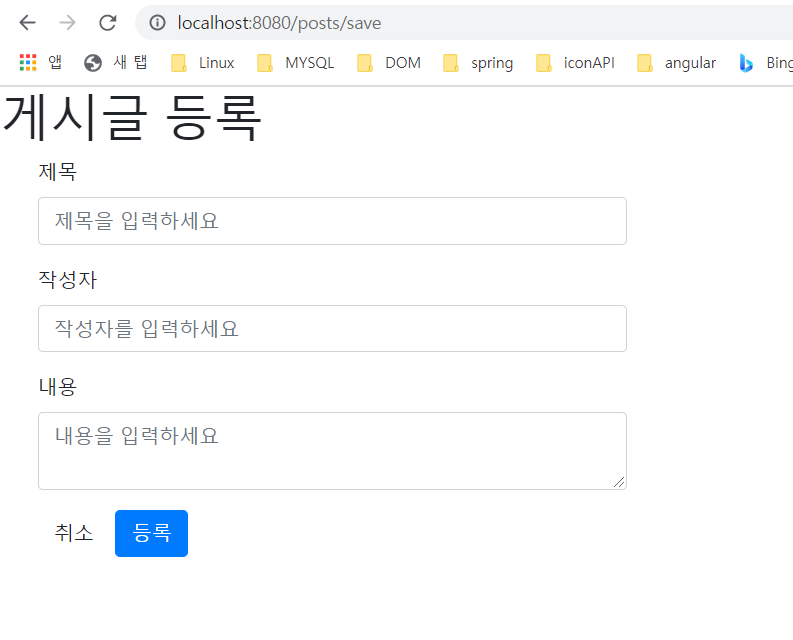 localhost:8080/posts/save
앱 새 탭 Linux MYSQL DOM spring iconAPI angular Bing
게시글 등록
제목
제목을 입력하세요
작성자
작성자를 입력하세요
내용
내용을 입력하세요
취소 등록